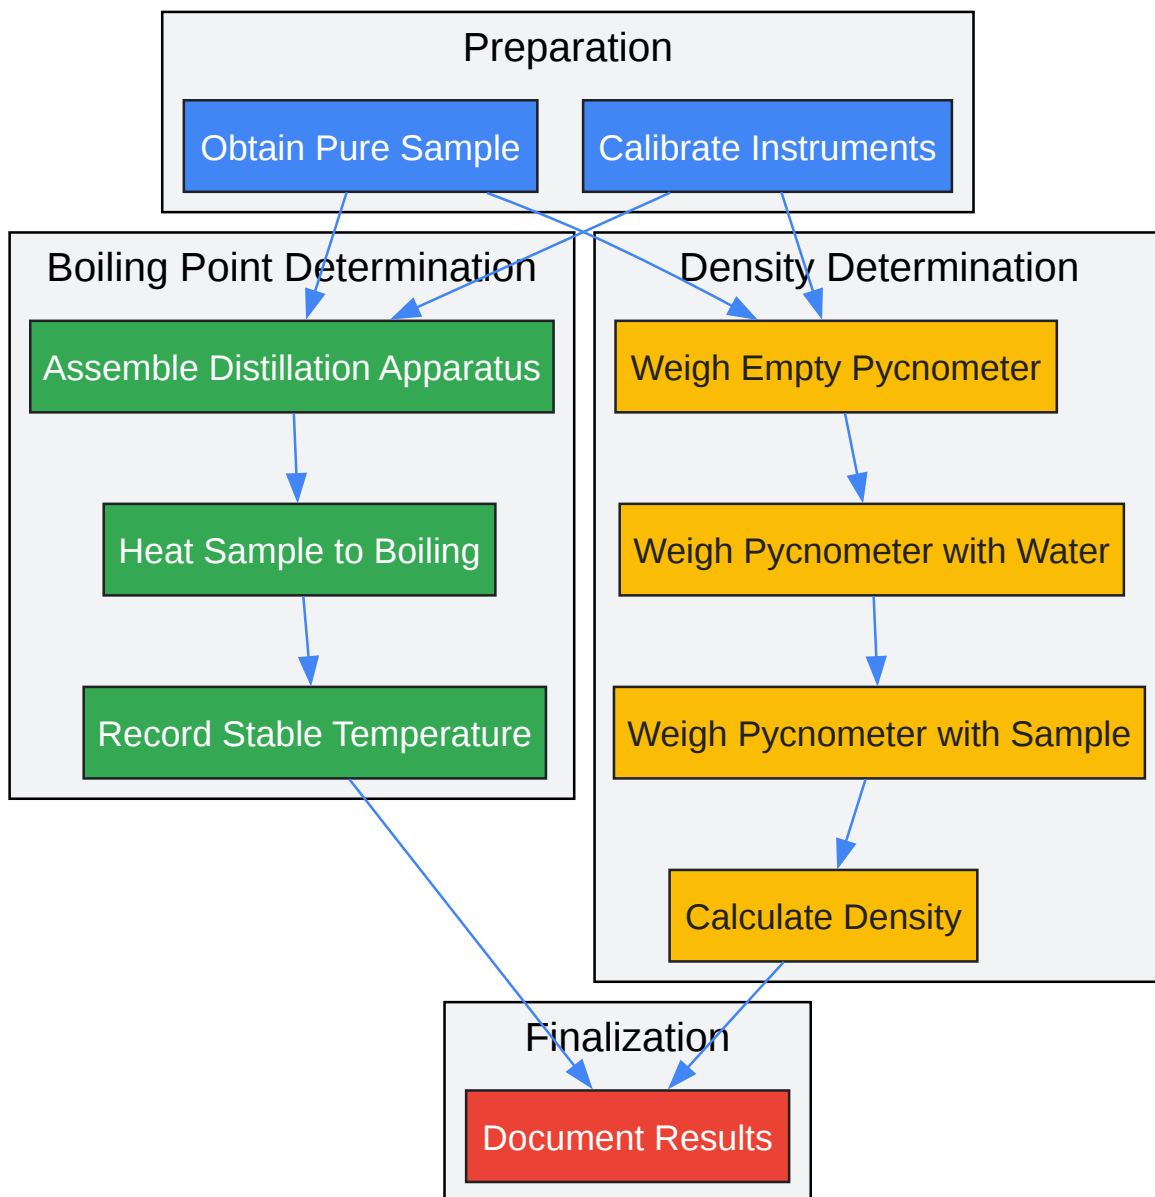 Preparation
Obtain Pure Sample
Calibrate Instruments
Boiling Point Determination
Assemble Distillation Apparatus
Heat Sample to Boiling
Record Stable Temperature
Density Determination
Weigh Empty Pycnometer
Weigh Pycnometer with Water
Weigh Pycnometer with Sample
Calculate Density
Finalization
Document Results